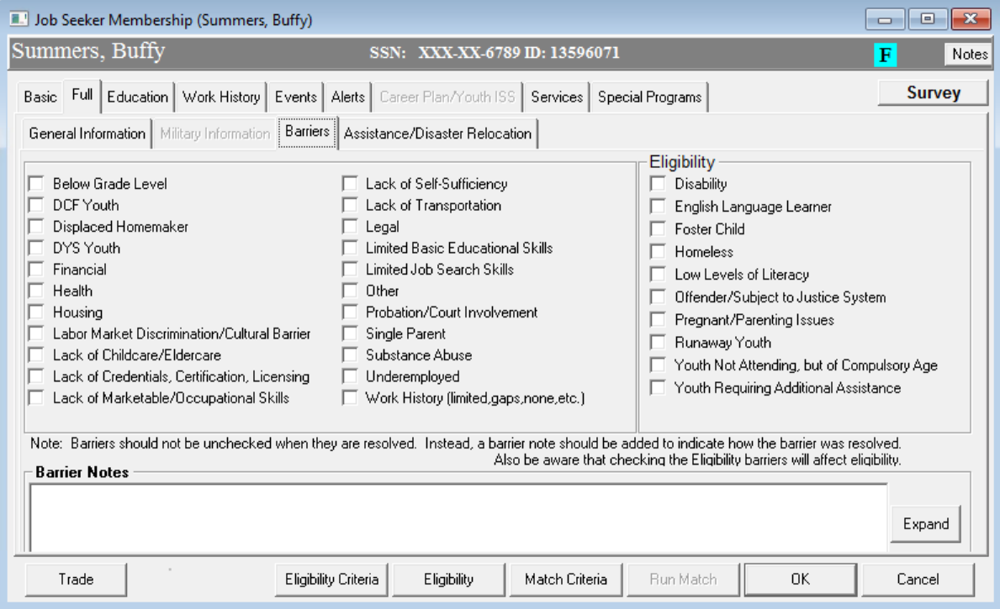 Job Seeker Membership (Summers, Buffy)
Summers, Buffy SSN: XXX-XX-6789 ID: 13596071 F Notes
Basic Full Education Work History Events Alerts Career Plan/Youth ISS Services Special Programs Survey
General Information Military Information Barriers Assistance/Disaster Relocation
Below Grade Level
DCF Youth
Displaced Homemaker
DYS Youth
Financial
Health
Housing
Labor Market Discrimination/Cultural Barrier
Lack of Childcare/Eldercare
Lack of Credentials, Certification, Licensing
Lack of Marketable/Occupational Skills
Lack of Self-Sufficiency
Lack of Transportation
Legal
Limited Basic Educational Skills
Limited Job Search Skills
Other
Probation/Court Involvement
Single Parent
Substance Abuse
Underemployed
Work History (limited,gaps,none,etc.)
Eligibility
Disability
English Language Learner
Foster Child
Homeless
Low Levels of Literacy
Offender/Subject to Justice System
Pregnant/Parenting Issues
Runaway Youth
Youth Not Attending, but of Compulsory Age
Youth Requiring Additional Assistance
Note: Barriers should not be unchecked when they are resolved. Instead, a barrier note should be added to indicate how the barrier was resolved.
Also be aware that checking the Eligibility barriers will affect eligibility.
Barrier Notes
Expand
Trade Eligibility Criteria Eligibility Match Criteria Run Match OK Cancel